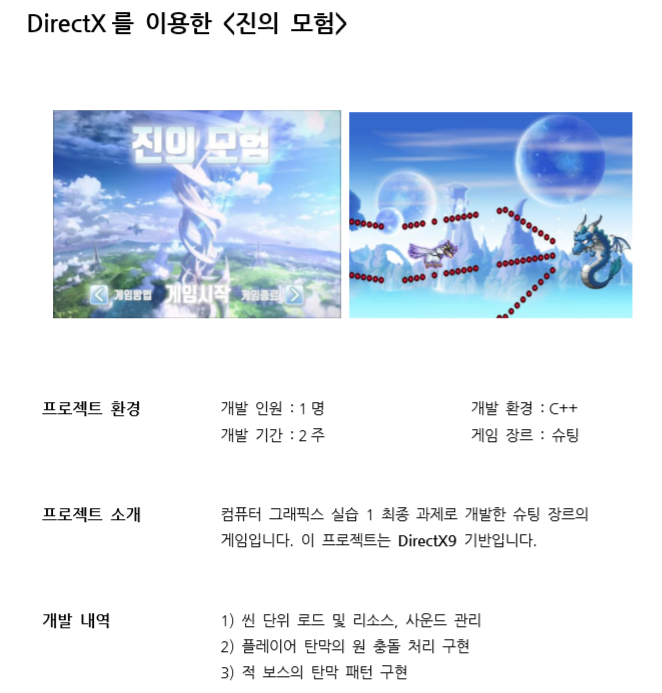 DirectX를 이용한 <진의 모험>
진의 모험
게임방법 게임시작 게임종료
프로젝트 환경
개발 인원 : 1명
개발 환경 : C++
개발 기간 : 2주
게임 장르 : 슈팅
프로젝트 소개
컴퓨터 그래픽스 실습 1 최종 과제로 개발한 슈팅 장르의
게임입니다. 이 프로젝트는 DirectX9 기반입니다.
개발 내역
1) 씬 단위 로드 및 리소스, 사운드 관리
2) 플레이어 탄막의 원 충돌 처리 구현
3) 적 보스의 탄막 패턴 구현